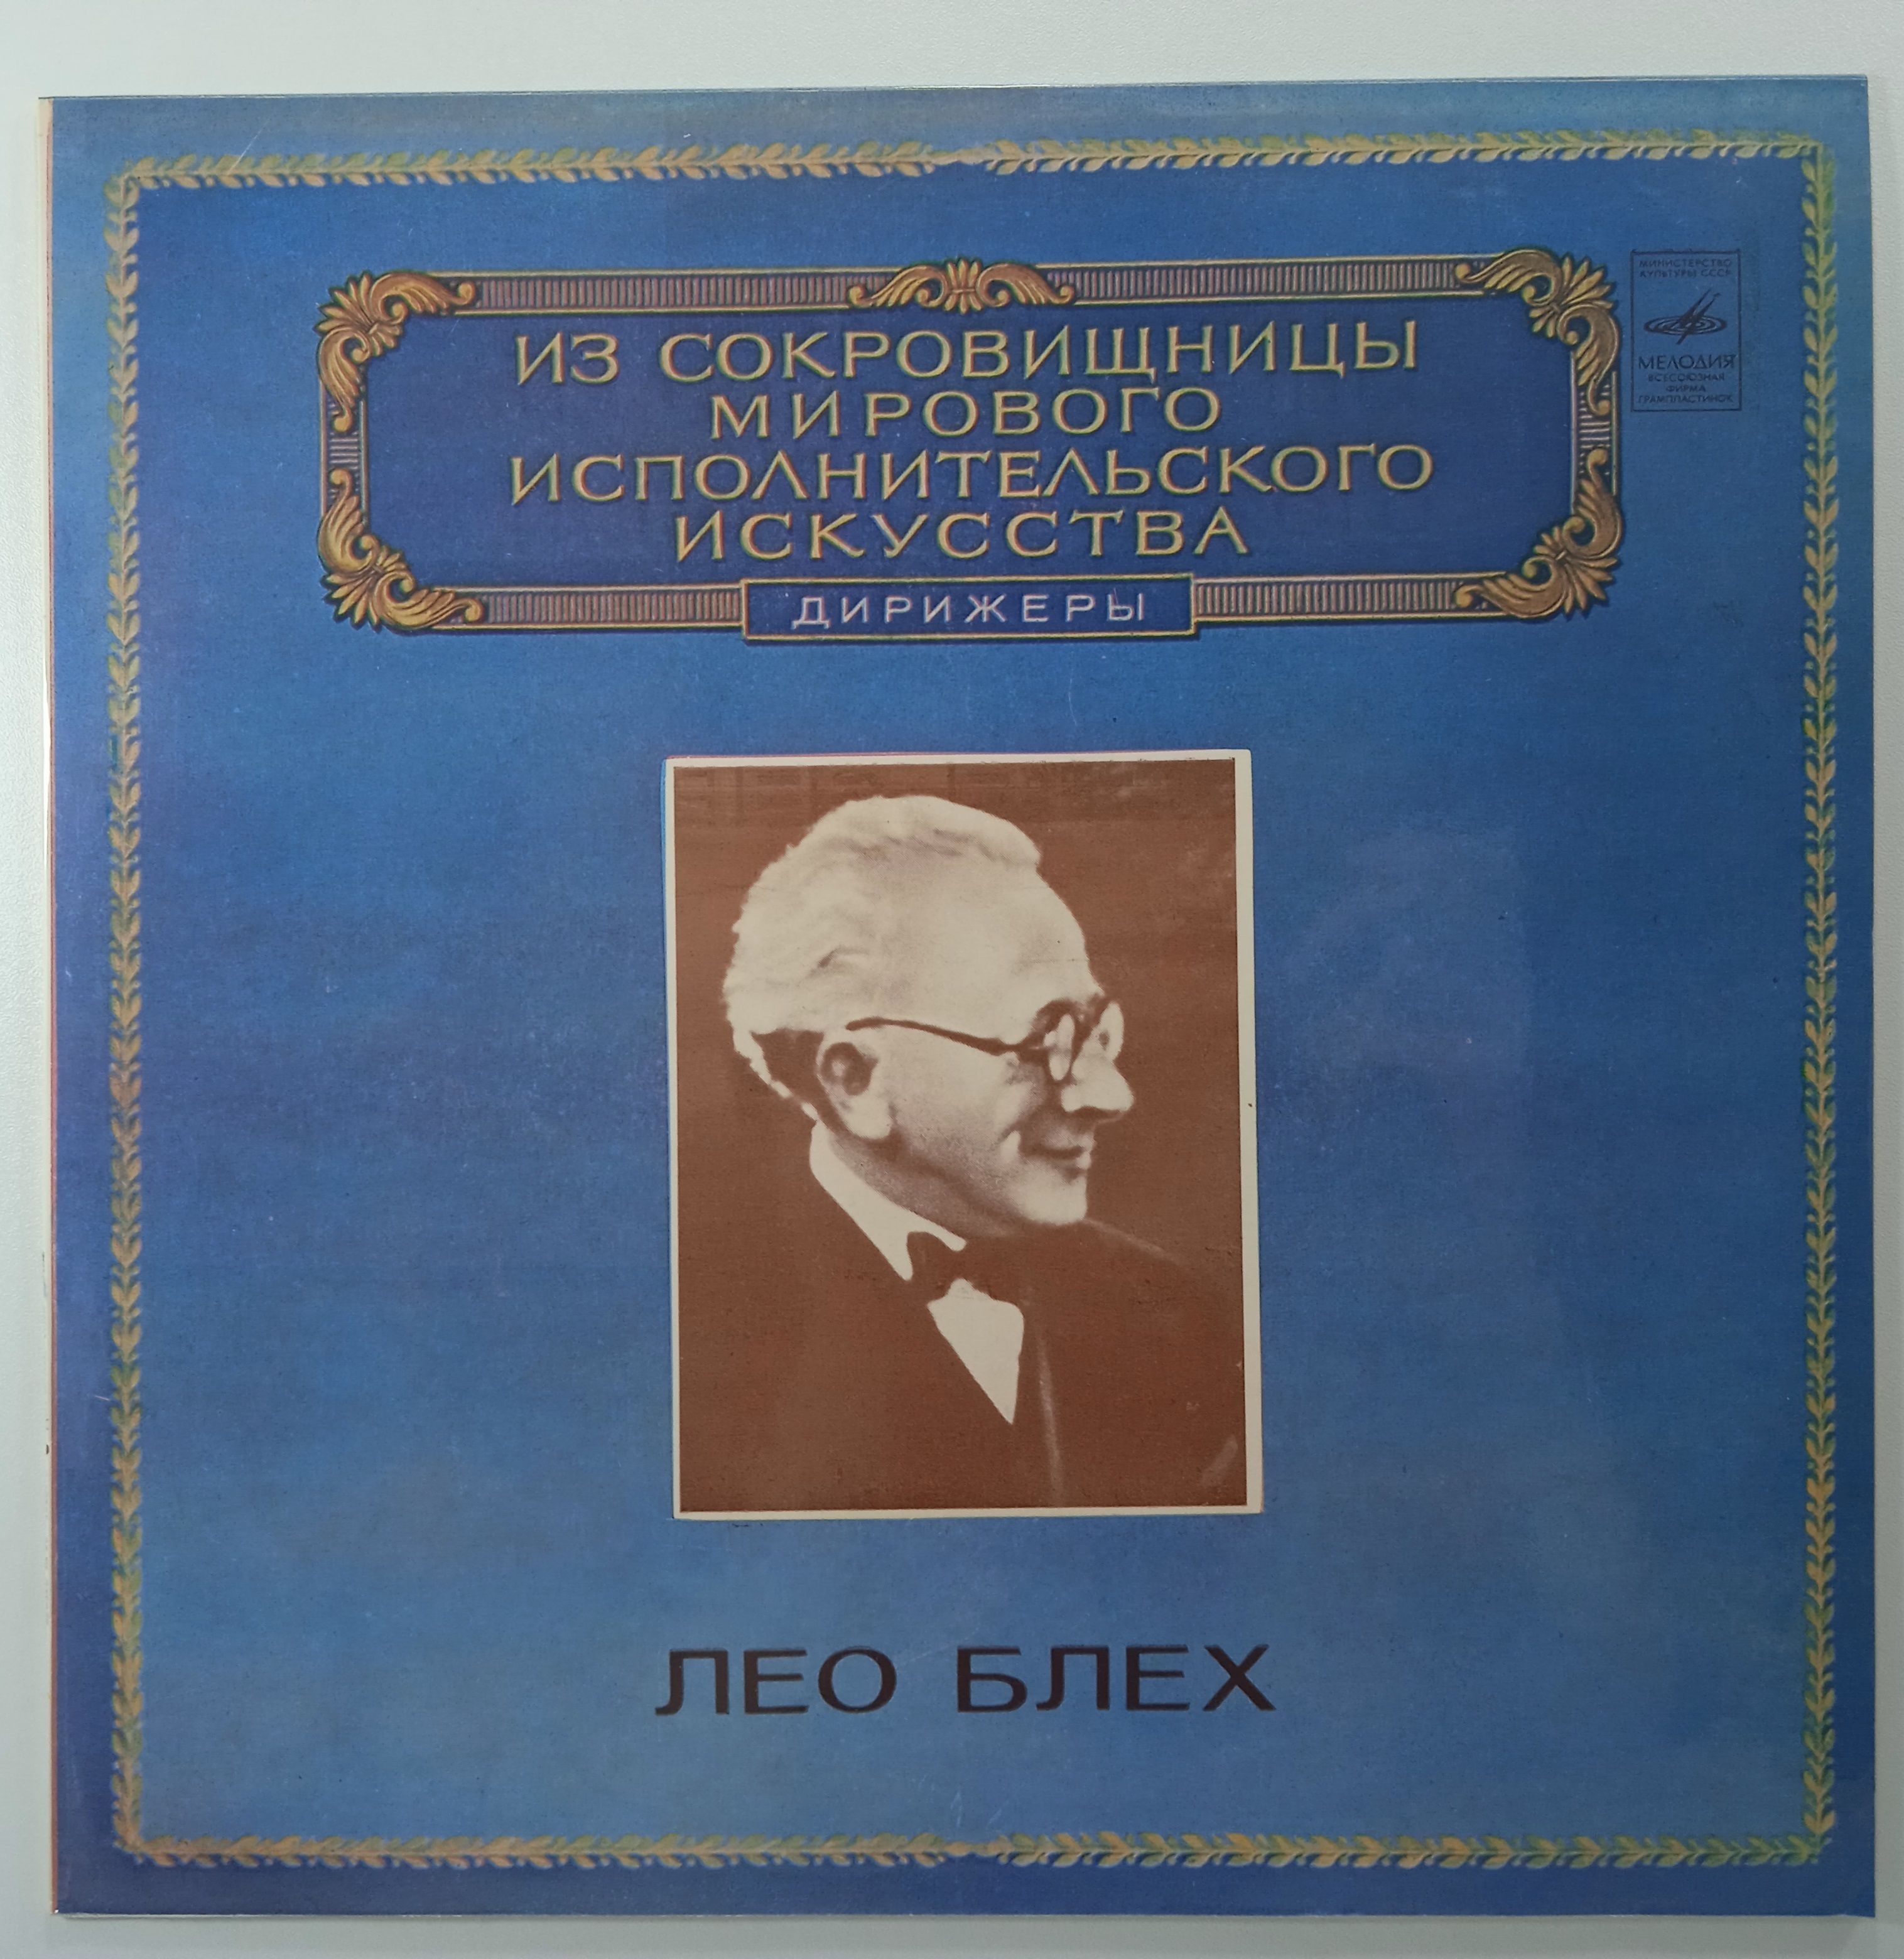 ИЗ СОКРОВИЩНИЦЫ
МИРОВОГО
ИСПОЛНИТЕЛЬСКОГО
ИСКУССТВА
ДИРИЖЕРЫ
МИНИСТЕРСТВО
КУЛЬТУРЫ СССР
МЕЛОДИЯ
ВСЕСОЮЗНАЯ
ФИРМА
ГРАМПЛАСТИНОК
ЛЕО БЛЕХ